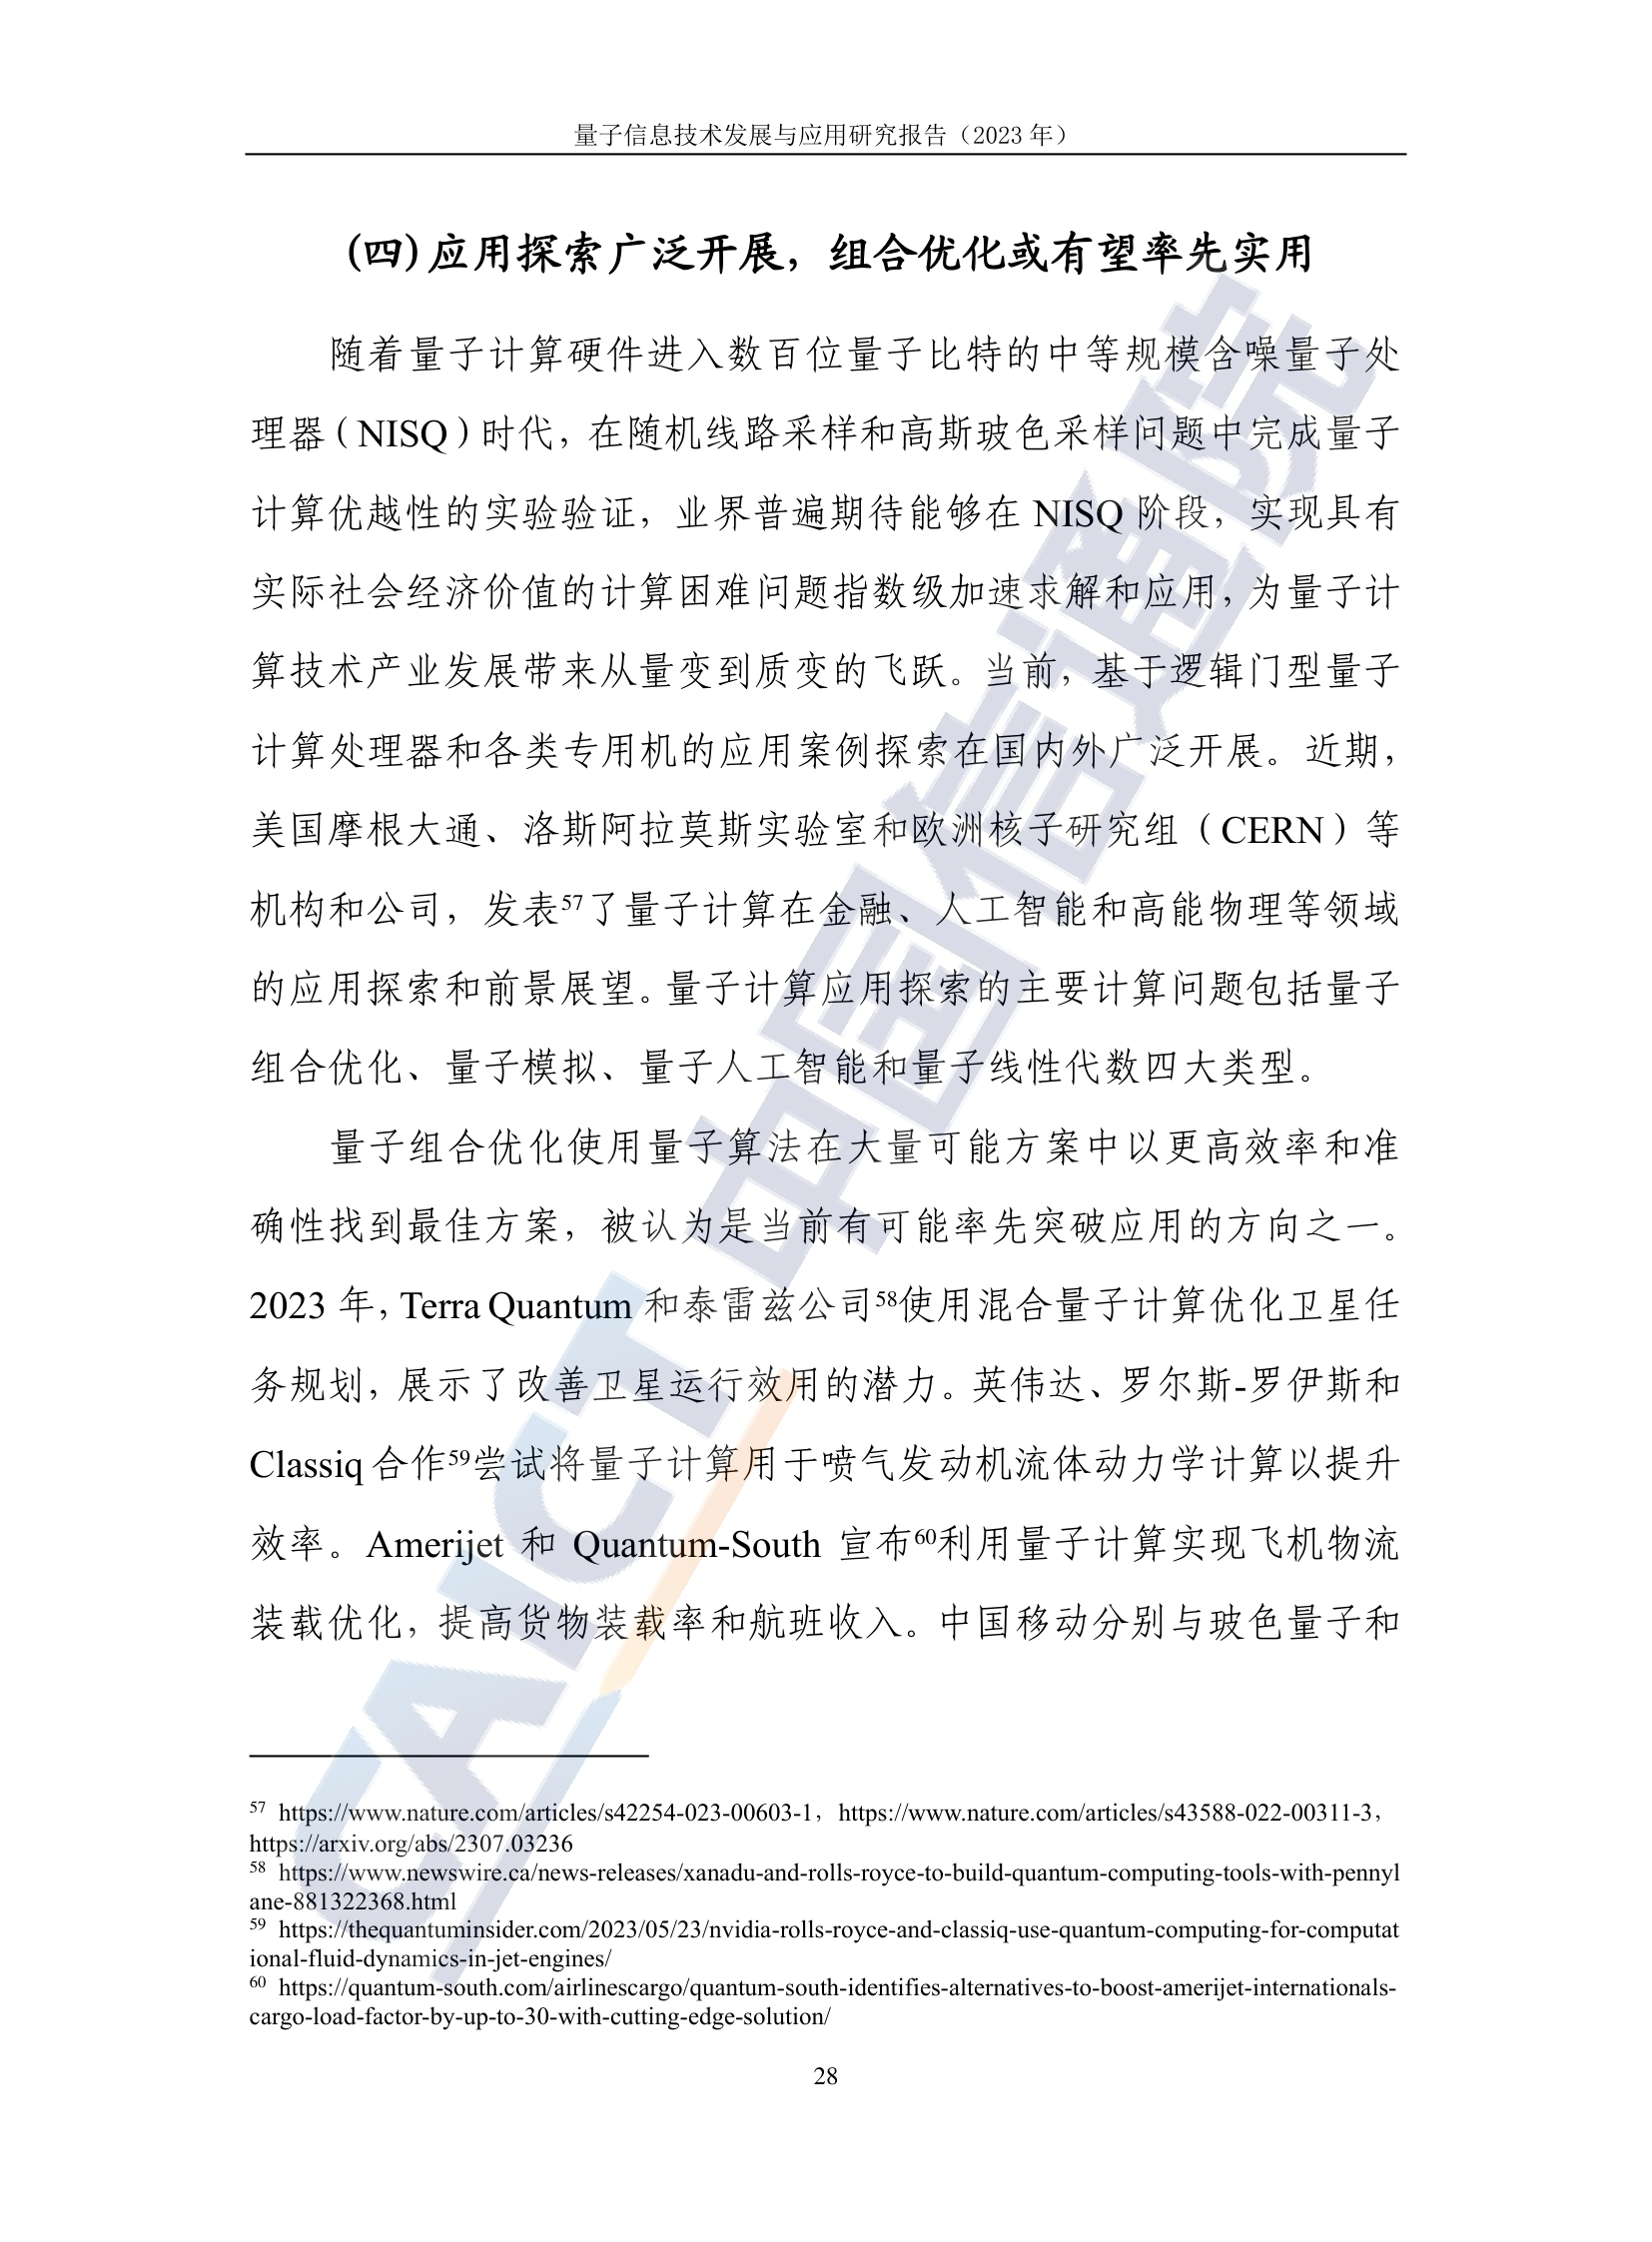 量子信息技术发展与应用研究报告（2023 年）
(四)应用探索广泛开展，组合优化或有望率先实用
随着量子计算硬件进入数百位量子比特的中等规模含噪量子处
理器（NISQ）时代，在随机线路采样和高斯玻色采样问题中完成量子
计算优越性的实验验证，业界普遍期待能够在 NISQ 阶段，实现具有
实际社会经济价值的计算困难问题指数级加速求解和应用，为量子计
算技术产业发展带来从量变到质变的飞跃。当前，基于逻辑门型量子
计算处理器和各类专用机的应用案例探索在国内外广泛开展。近期，
美国摩根大通、洛斯阿拉莫斯实验室和欧洲核子研究组（CERN）等
机构和公司，发表57了量子计算在金融、人工智能和高能物理等领域
的应用探索和前景展望。量子计算应用探索的主要计算问题包括量子
组合优化、量子模拟、量子人工智能和量子线性代数四大类型。
量子组合优化使用量子算法在大量可能方案中以更高效率和准
确性找到最佳方案，被认为是当前有可能率先突破应用的方向之一。
2023 年，Terra Quantum 和泰雷兹公司58使用混合量子计算优化卫星任
务规划，展示了改善卫星运行效用的潜力。英伟达、罗尔斯-罗伊斯和
Classiq 合作59尝试将量子计算用于喷气发动机流体动力学计算以提升
效率。Amerijet 和 Quantum-South 宣布60利用量子计算实现飞机物流
装载优化，提高货物装载率和航班收入。中国移动分别与玻色量子和
57 https://www.nature.com/articles/s42254-023-00603-1，https://www.nature.com/articles/s43588-022-00311-3，
https://arxiv.org/abs/2307.03236
58 https://www.newswire.ca/news-releases/xanadu-and-rolls-royce-to-build-quantum-computing-tools-with-pennyl
ane-881322368.html
59 https://thequantuminsider.com/2023/05/23/nvidia-rolls-royce-and-classiq-use-quantum-computing-for-computat
ional-fluid-dynamics-in-jet-engines/
60 https://quantum-south.com/airlinescargo/quantum-south-identifies-alternatives-to-boost-amerijet-internationals-
cargo-load-factor-by-up-to-30-with-cutting-edge-solution/
28
CAICT 中国信通院